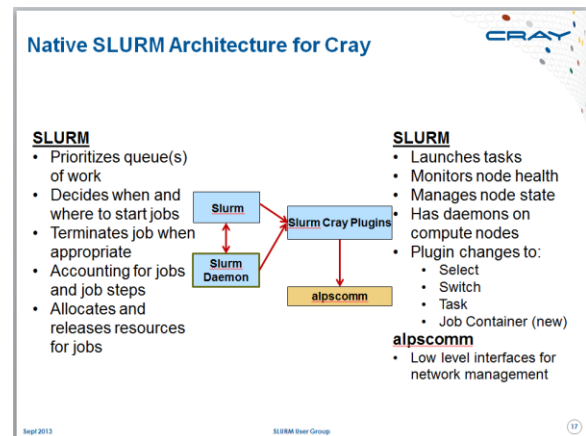 Native SLURM Architecture for Cray
CRAY
SLURM
• Prioritizes queue(s)
of work
• Decides when and
where to start jobs
• Terminates job when
appropriate
• Accounting for jobs
and job steps
• Allocates and
releases resources
for jobs
Slurm
Slurm
Daemon
Slurm Cray Plugins
alpscomm
SLURM
• Launches tasks
• Monitors node health
• Manages node state
• Has daemons on
compute nodes
• Plugin changes to:
• Select
• Switch
• Task
• Job Container (new)
alpscomm
• Low level interfaces for
network management
Sept 2013
SLURM User Group
17